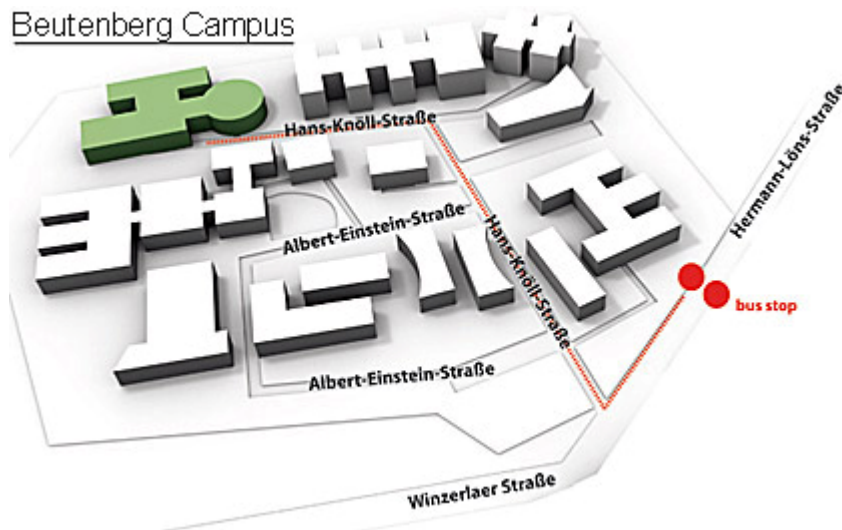 Beutenberg Campus
Hans-Knöll-Straße
Hermann-Löns-Straße
Albert-Einstein-Straße
Hans-Knöll-Straße
bus stop
Albert-Einstein-Straße
Winzerlaer Straße